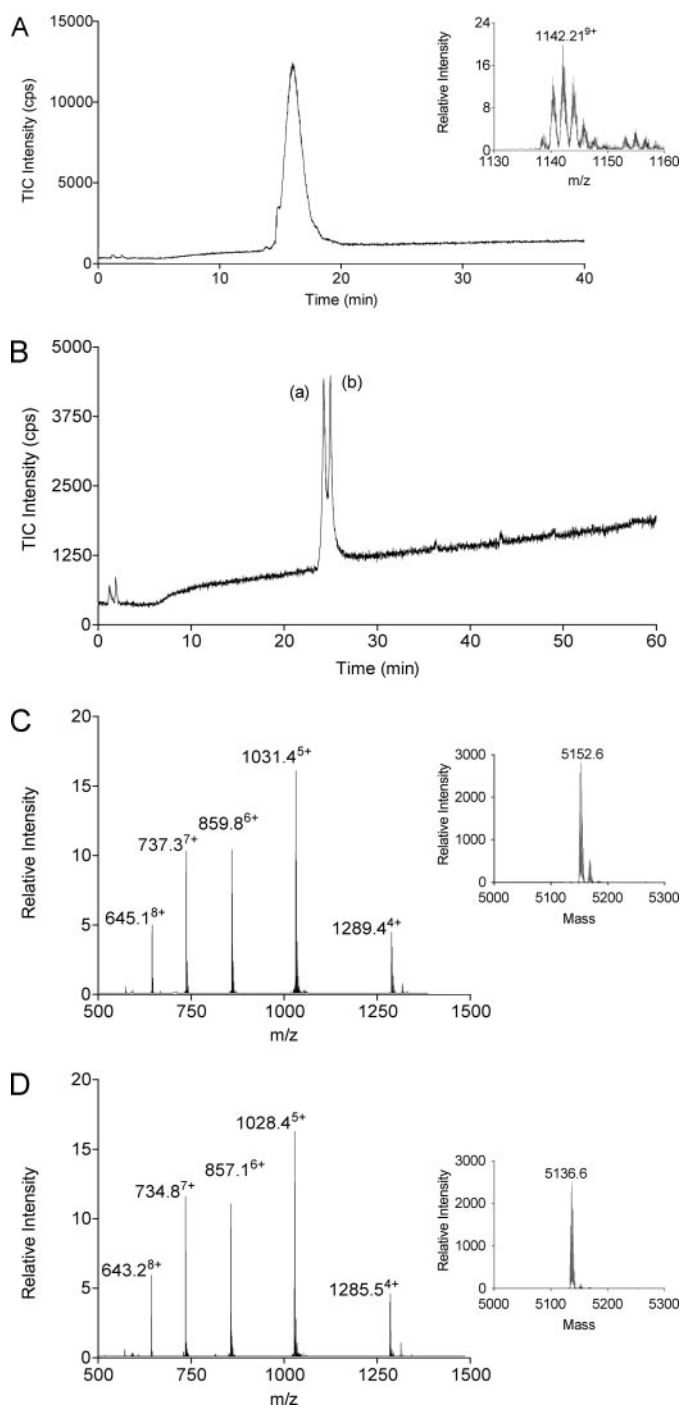 A
15000
10000
5000
0
TIC Intensity (cps)
0 10 20 30 40
Time (min)
24
16
8
0
Relative Intensity
1142.21⁹⁺
1130 1140 1150 1160
m/z
B
5000
3750
2500
1250
0
TIC Intensity (cps)
(a) (b)
0 10 20 30 40 50 60
Time (min)
C
20
15
10
5
0
Relative Intensity
1031.4⁵⁺
859.8⁶⁺
737.3⁷⁺
645.1⁸⁺
1289.4⁴⁺
500 750 1000 1250 1500
m/z
3000
2000
1000
0
Relative Intensity
5152.6
5000 5100 5200 5300
Mass
D
20
15
10
5
0
Relative Intensity
1028.4⁵⁺
857.1⁶⁺
734.8⁷⁺
643.2⁸⁺
1285.5⁴⁺
500 750 1000 1250 1500
m/z
3000
2000
1000
0
Relative Intensity
5136.6
5000 5100 5200 5300
Mass